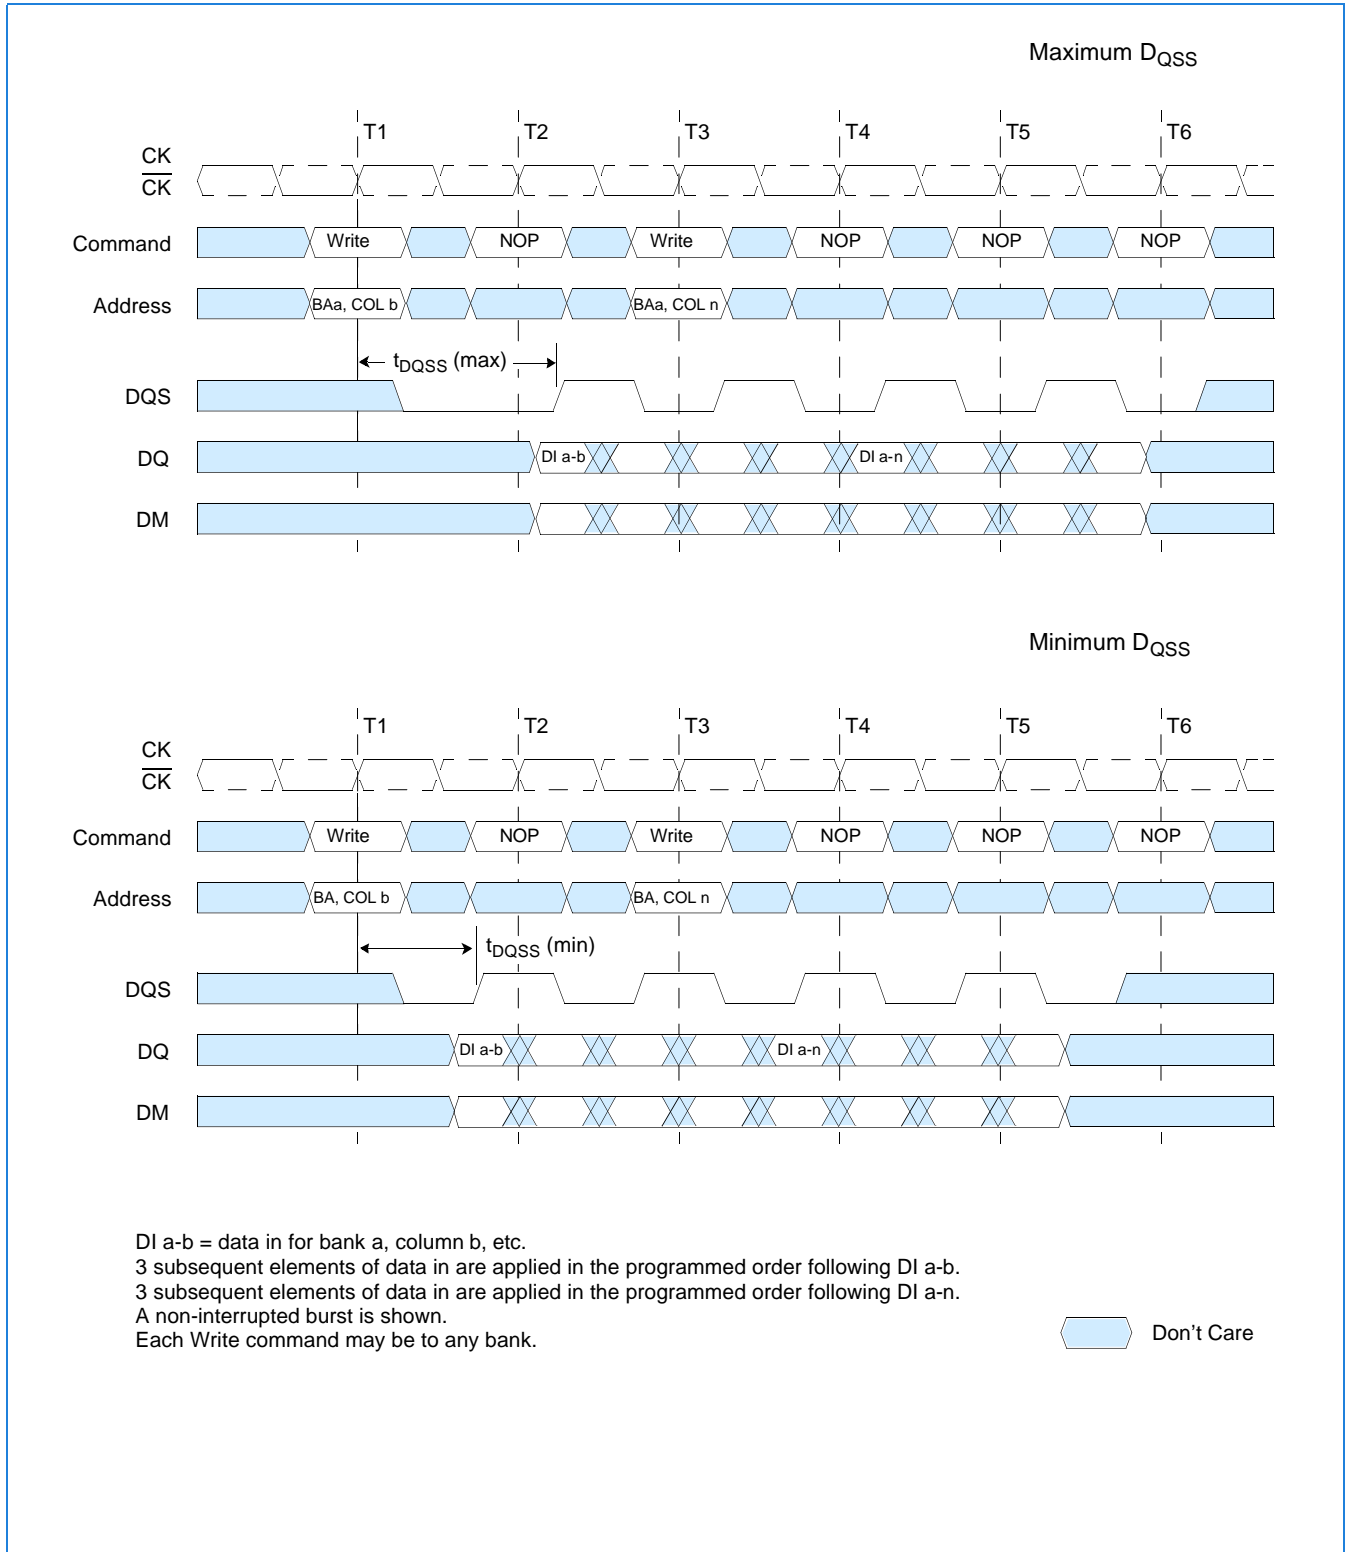 Maximum DQSS
T1 T2 T3 T4 T5 T6
CK
CK
Command Write NOP Write NOP NOP NOP
Address BAa, COL b BAa, COL n
tDQSS (max)
DQS
DQ DI a-b DI a-n
DM
Minimum DQSS
T1 T2 T3 T4 T5 T6
CK
CK
Command Write NOP Write NOP NOP NOP
Address BA, COL b BA, COL n
tDQSS (min)
DQS
DQ DI a-b DI a-n
DM
DI a-b = data in for bank a, column b, etc.
3 subsequent elements of data in are applied in the programmed order following DI a-b.
3 subsequent elements of data in are applied in the programmed order following DI a-n.
A non-interrupted burst is shown.
Each Write command may be to any bank.
Don't Care